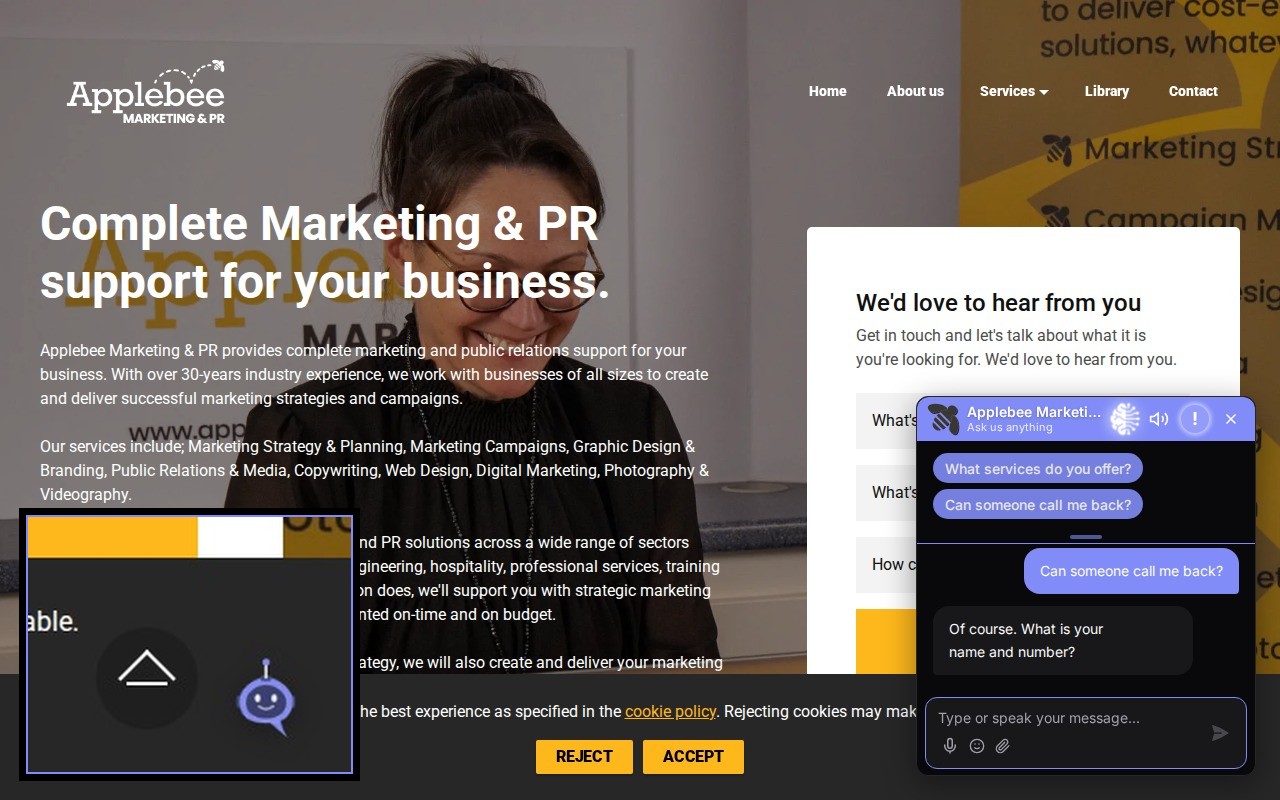 to deliver cost-e
solutions, whatev
Applebee
MARKETING & PR
Home
About us
Services
Library
Contact
Marketing Str
Campaign M
Complete Marketing & PR
support for your business.
Applebee Marketing & PR provides complete marketing and public relations support for your
business. With over 30-years industry experience, we work with businesses of all sizes to create
and deliver successful marketing strategies and campaigns.
www.app
Our services include; Marketing Strategy & Planning, Marketing Campaigns, Graphic Design &
Branding, Public Relations & Media, Copywriting, Web Design, Digital Marketing, Photography &
Videography.
nd PR solutions across a wide range of sectors
gineering, hospitality, professional services, training
on does, we'll support you with strategic marketing
nted on-time and on budget.
ategy, we will also create and deliver your marketing
We'd love to hear from you
Get in touch and let's talk about what it is
you're looking for. We'd love to hear from you.
What's
What's
How c
Applebee Marketi...
Ask us anything
What services do you offer?
Can someone call me back?
Can someone call me back?
Of course. What is your
name and number?
Type or speak your message...
able.
he best experience as specified in the cookie policy. Rejecting cookies may mak
REJECT
ACCEPT